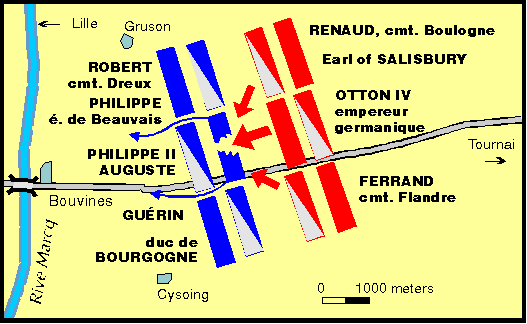 Lille
Gruson
RENAUD, cmt. Boulogne
Earl of SALISBURY
ROBERT
cmt. Dreux
PHILIPPE
é. de Beauvais
OTTON IV
empereur
germanique
Tournai
PHILIPPE II
AUGUSTE
Bouvines
GUÉRIN
FERRAND
cmt. Flandre
duc de
BOURGOGNE
Rive Marcq
Cysoing
0 1000 meters